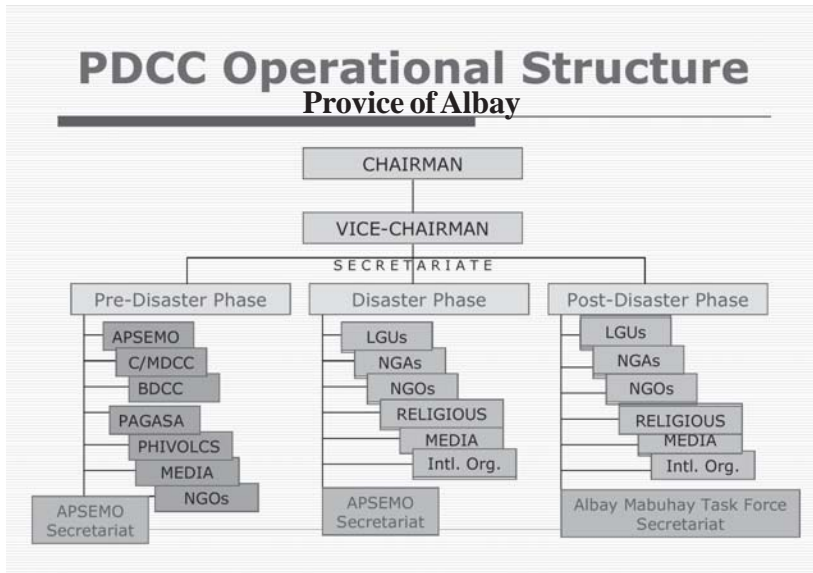 PDCC Operational Structure
Provice of Albay
CHAIRMAN
VICE-CHAIRMAN
SECRETARIATE
Pre-Disaster Phase
APSEMO
C/MDCC
BDCC
PAGASA
PHIVOLCS
MEDIA
NGOs
APSEMO
Secretariat
Disaster Phase
LGUs
NGAs
NGOs
RELIGIOUS
MEDIA
Intl. Org.
APSEMO
Secretariat
Post-Disaster Phase
LGUs
NGAs
NGOs
RELIGIOUS
MEDIA
Intl. Org.
Albay Mabuhay Task Force
Secretariat